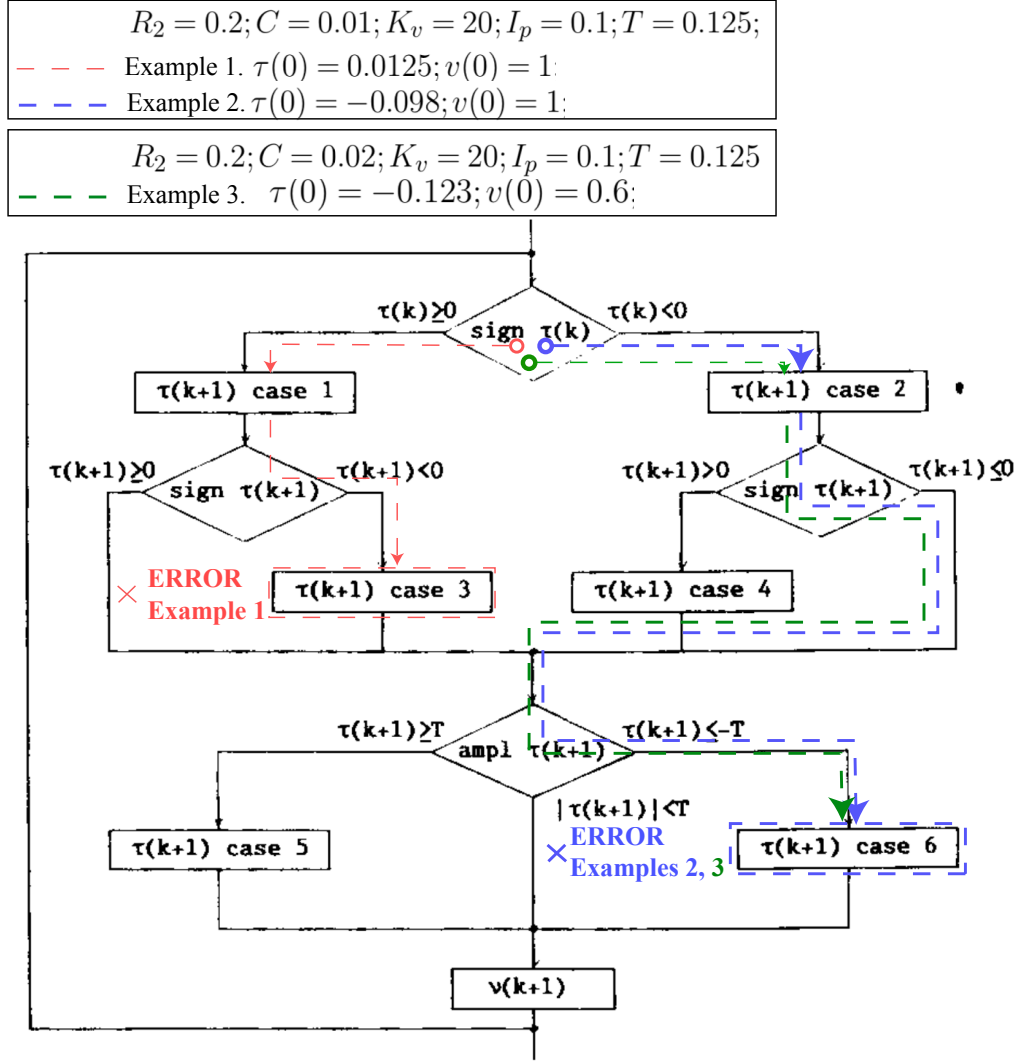 R₂ = 0.2; C = 0.01; Kᵥ = 20; Iₚ = 0.1; T = 0.125;
Example 1. τ(0) = 0.0125; v(0) = 1;
Example 2. τ(0) = −0.098; v(0) = 1;
R₂ = 0.2; C = 0.02; Kᵥ = 20; Iₚ = 0.1; T = 0.125
Example 3. τ(0) = −0.123; v(0) = 0.6;
τ(k)≥0 τ(k)<0
sign τ(k)
τ(k+1) case 1 τ(k+1) case 2
τ(k+1)≥0 τ(k+1)<0 τ(k+1)>0 τ(k+1)≤0
sign τ(k+1) sign τ(k+1)
τ(k+1) case 3 τ(k+1) case 4
ERROR
Example 1
τ(k+1)≥T τ(k+1)≤-T
ampl τ(k+1)
|τ(k+1)|<T
τ(k+1) case 5 τ(k+1) case 6
ERROR
Examples 2, 3
ν(k+1)